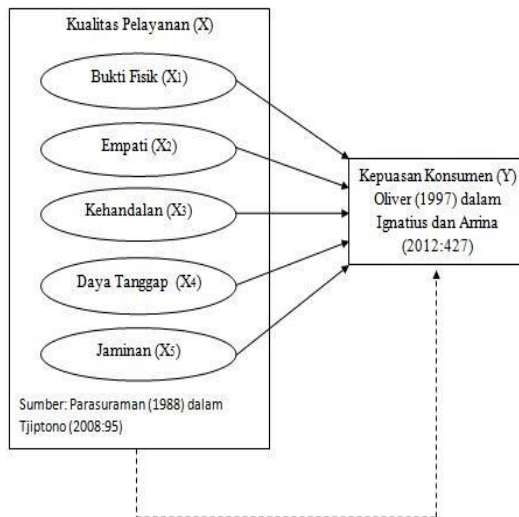 Kualitas Pelayanan (X)
Bukti Fisik (X1)
Empati (X2)
Kehandalan (X3)
Daya Tanggap (X4)
Jaminan (X5)
Sumber: Parasuraman (1988) dalam
Tjiptono (2008:95)
Kepuasan Konsumen (Y)
Oliver (1997) dalam
Ignatius dan Arrina
(2012:427)